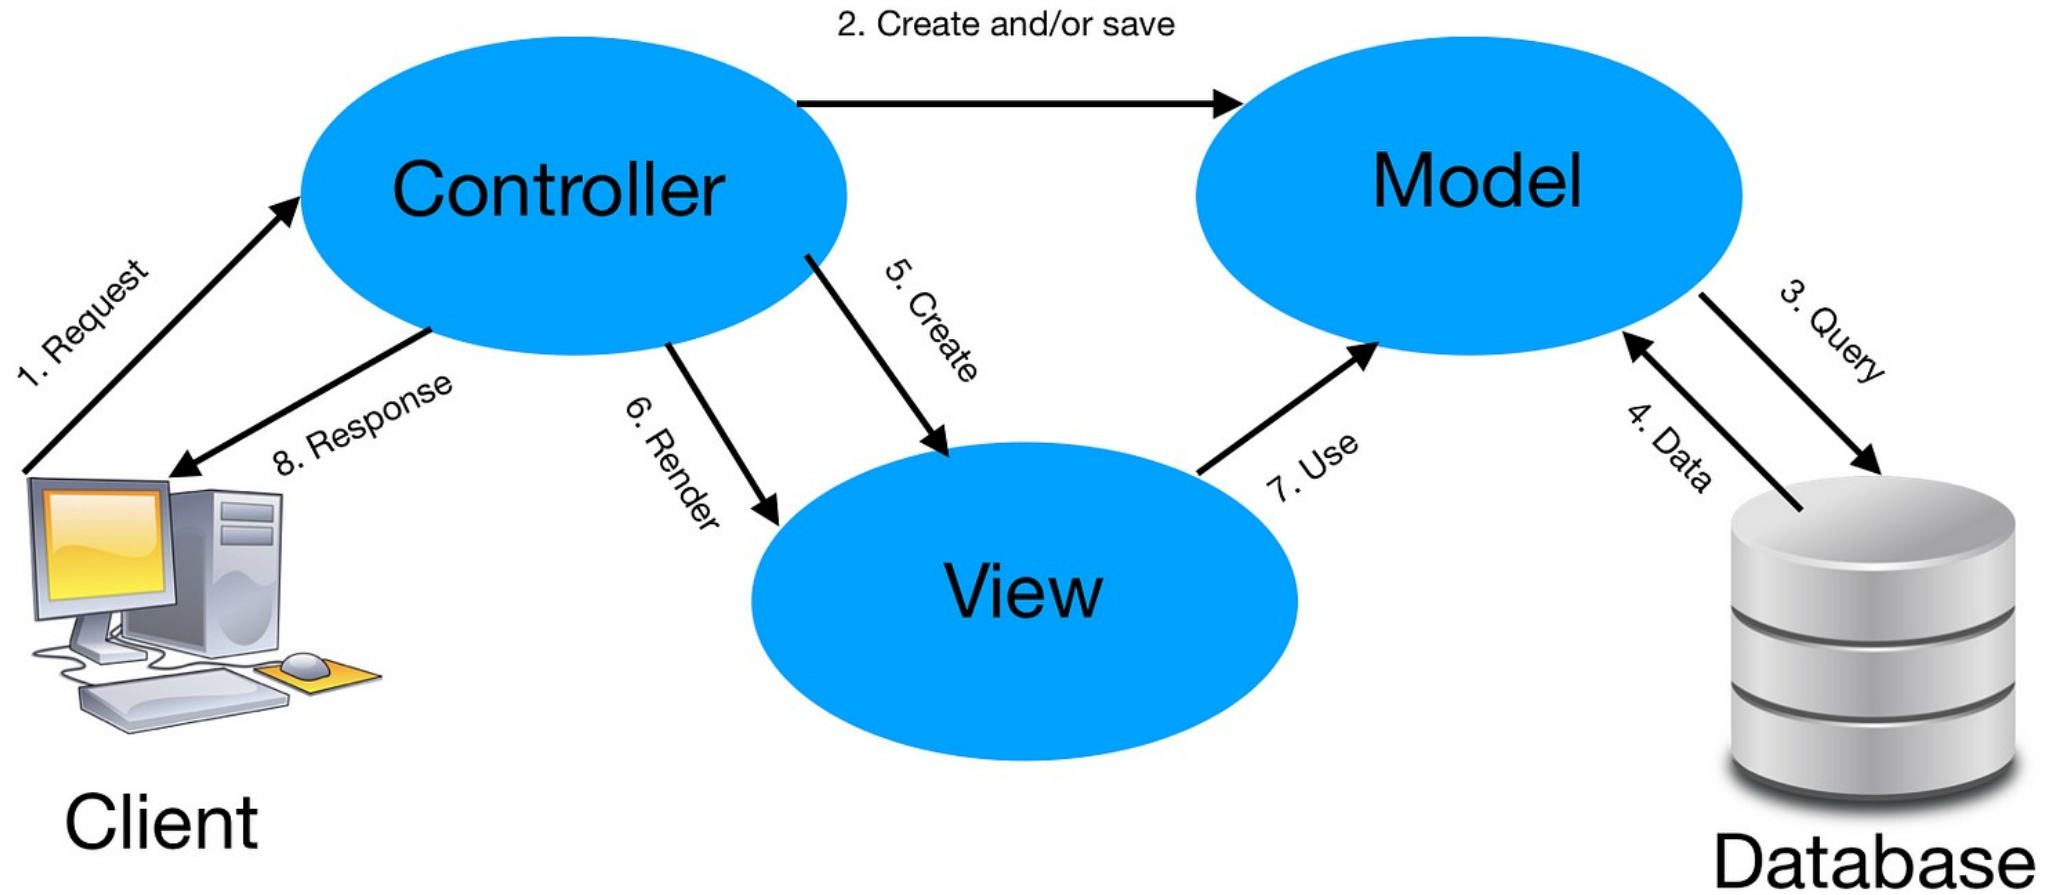 2. Create and/or save
Controller
Model
1. Request
5. Create
3. Query
8. Response
6. Render
7. Use
4. Data
View
Client
Database